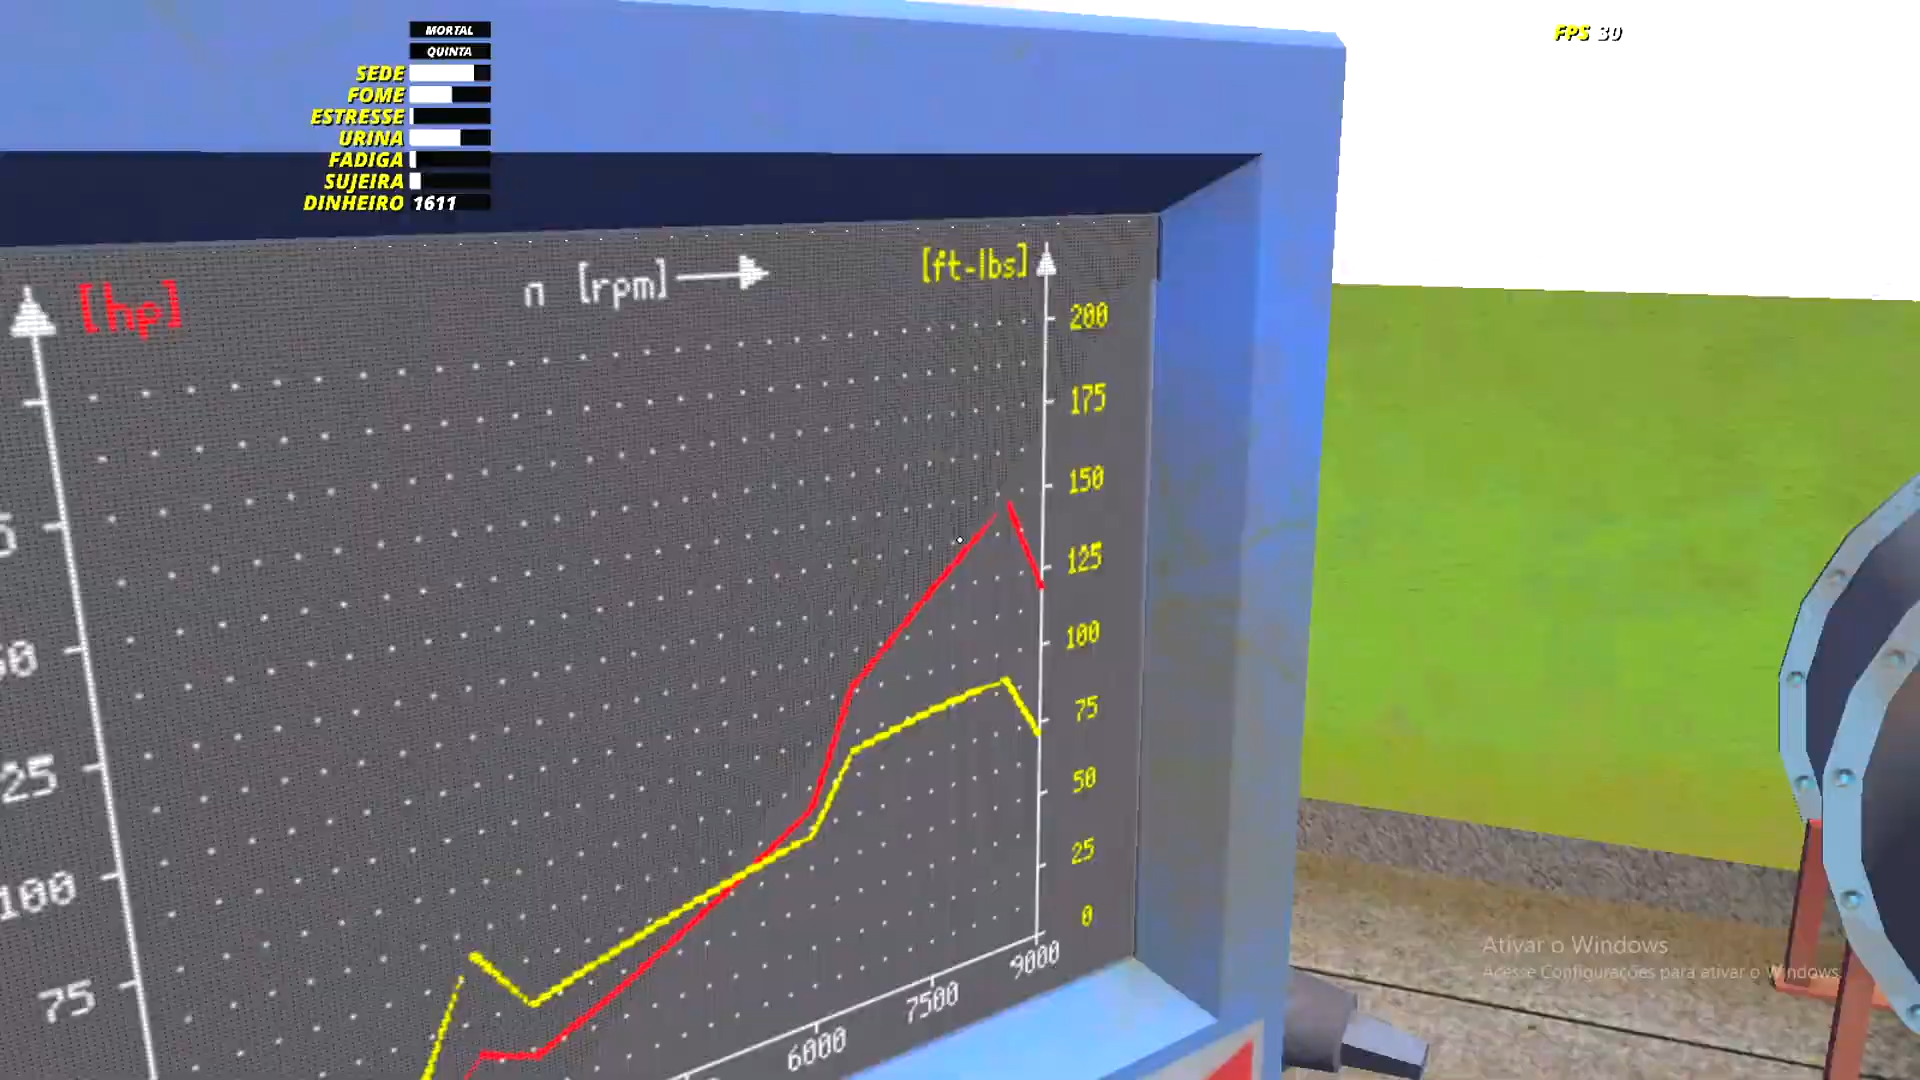 MORTAL
QUINTA
SEDE
FOME
ESTRESSE
URINA
FADIGA
SUJEIRA
DINHEIRO 1611
FPS 30
[hp]
n [rpm]
[ft-lbs]
200
175
150
125
100
75
50
25
0
100
75
6000
7500
9000
Ativar o Windows
Acesse Configurações para ativar o Windows.